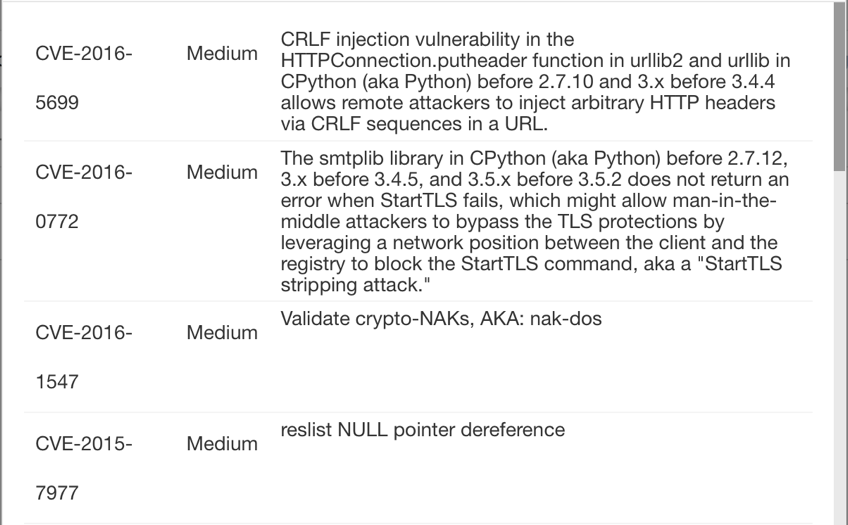 CVE-2016-
5699
Medium
CRLF injection vulnerability in the
HTTPConnection.putheader function in urllib2 and urllib in
CPython (aka Python) before 2.7.10 and 3.x before 3.4.4
allows remote attackers to inject arbitrary HTTP headers
via CRLF sequences in a URL.
CVE-2016-
0772
Medium
The smtplib library in CPython (aka Python) before 2.7.12,
3.x before 3.4.5, and 3.5.x before 3.5.2 does not return an
error when StartTLS fails, which might allow man-in-the-
middle attackers to bypass the TLS protections by
leveraging a network position between the client and the
registry to block the StartTLS command, aka a "StartTLS
stripping attack."
CVE-2016-
1547
Medium
Validate crypto-NAKs, AKA: nak-dos
CVE-2015-
7977
Medium
reslist NULL pointer dereference